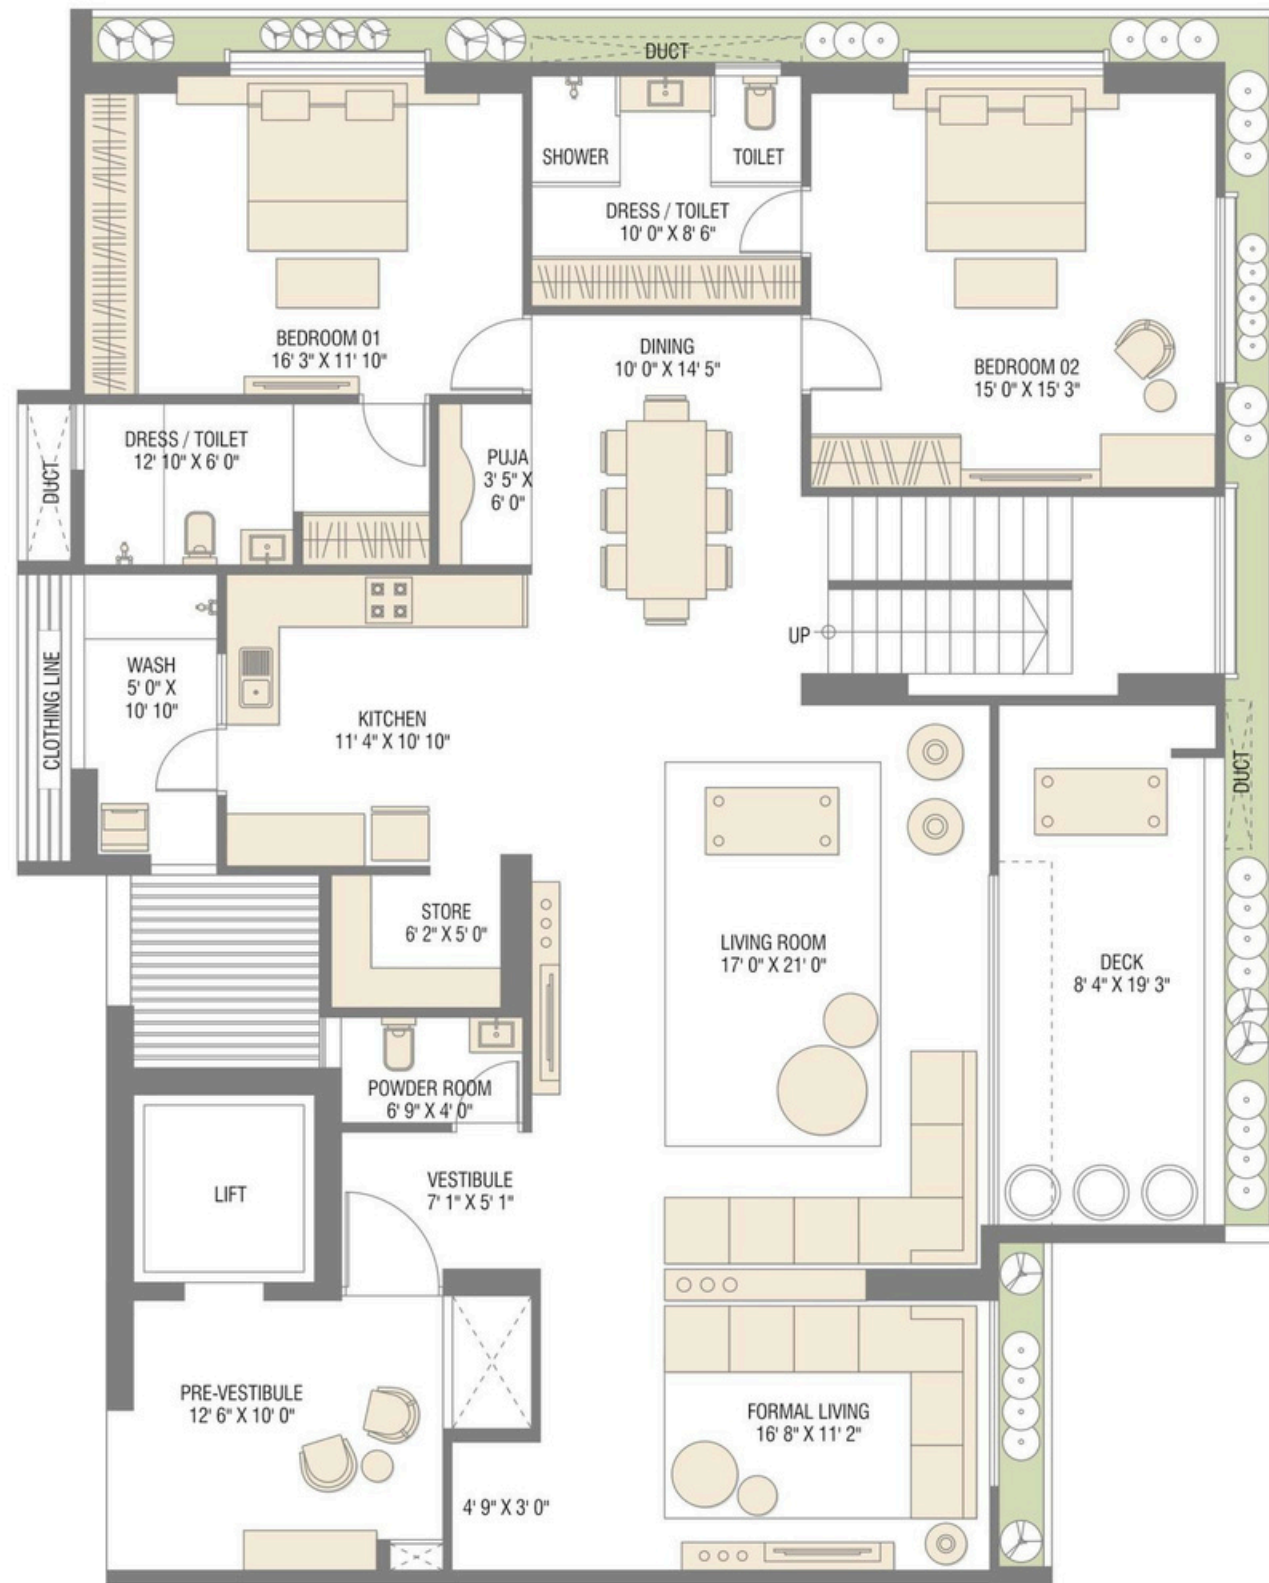 DUCT
SHOWER
TOILET
DRESS / TOILET
10' 0" X 8' 6"
BEDROOM 01
16' 3" X 11' 10"
DINING
10' 0" X 14' 5"
BEDROOM 02
15' 0" X 15' 3"
DUCT
DRESS / TOILET
12' 10" X 6' 0"
PUJA
3' 5" X
6' 0"
UP
CLOTHING LINE
WASH
5' 0" X
10' 10"
KITCHEN
11' 4" X 10' 10"
DUCT
STORE
6' 2" X 5' 0"
LIVING ROOM
17' 0" X 21' 0"
DECK
8' 4" X 19' 3"
POWDER ROOM
6' 9" X 4' 0"
LIFT
VESTIBULE
7' 1" X 5' 1"
PRE-VESTIBULE
12' 6" X 10' 0"
FORMAL LIVING
16' 8" X 11' 2"
4' 9" X 3' 0"